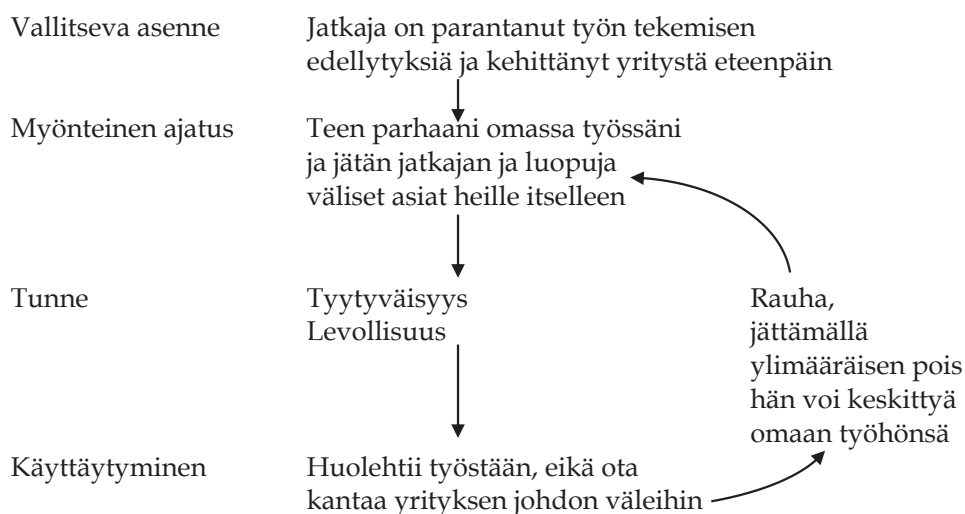 Vallitseva asenne
Jatkaja on parantanut työn tekemisen
edellytyksiä ja kehittänyt yritystä eteenpäin
Myönteinen ajatus
Teen parhaani omassa työssäni
ja jätän jatkajan ja luopuja
väliset asiat heille itselleen
Tunne
Tyytyväisyys
Levollisuus
Rauha,
jättämällä
ylimääräisen pois
hän voi keskittyä
omaan työhönsä
Käyttäytyminen
Huolehtii työstään, eikä ota
kantaa yrityksen johdon väleihin